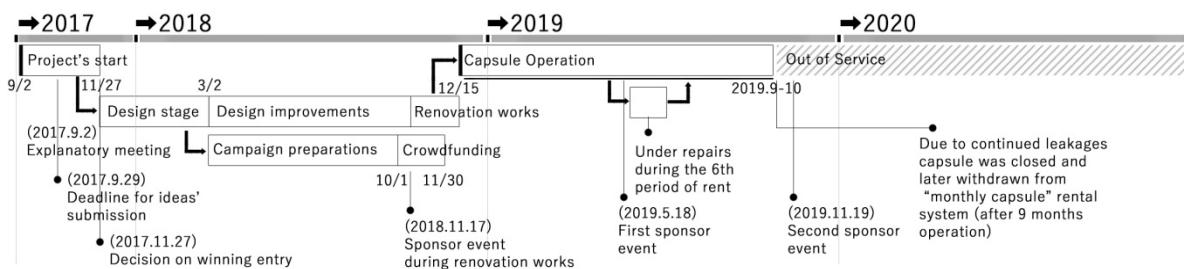 2017
2018
2019
2020
Project's start
Capsule Operation
Out of Service
9/2
11/27
3/2
12/15
2019.9-10
Design stage
Design improvements
Renovation works
(2017.9.2)
Explanatory meeting
Campaign preparations
Crowdfunding
10/1
11/30
(2017.9.29)
Deadline for ideas'
submission
(2017.11.27)
Decision on winning entry
(2018.11.17)
Sponsor event
during renovation works
Under repairs
during the 6th
period of rent
(2019.5.18)
First sponsor
event
(2019.11.19)
Second sponsor
event
Due to continued leakages
capsule was closed and
later withdrawn from
“monthly capsule” rental
system (after 9 months
operation)